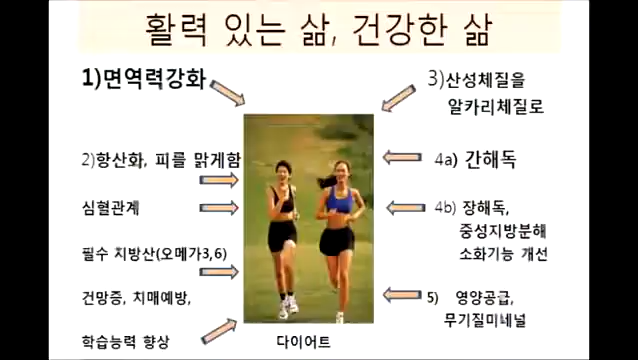 활력 있는 삶, 건강한 삶
1)면역력강화
2)항산화, 피를 맑게함
심혈관계
필수 치방산(오메가3,6)
건망증, 치매예방,
학습능력 향상
다이어트
3)산성체질을
알카리체질로
4a) 간해독
4b) 장해독,
중성지방분해
소화기능 개선
5) 영양공급,
무기질미네널